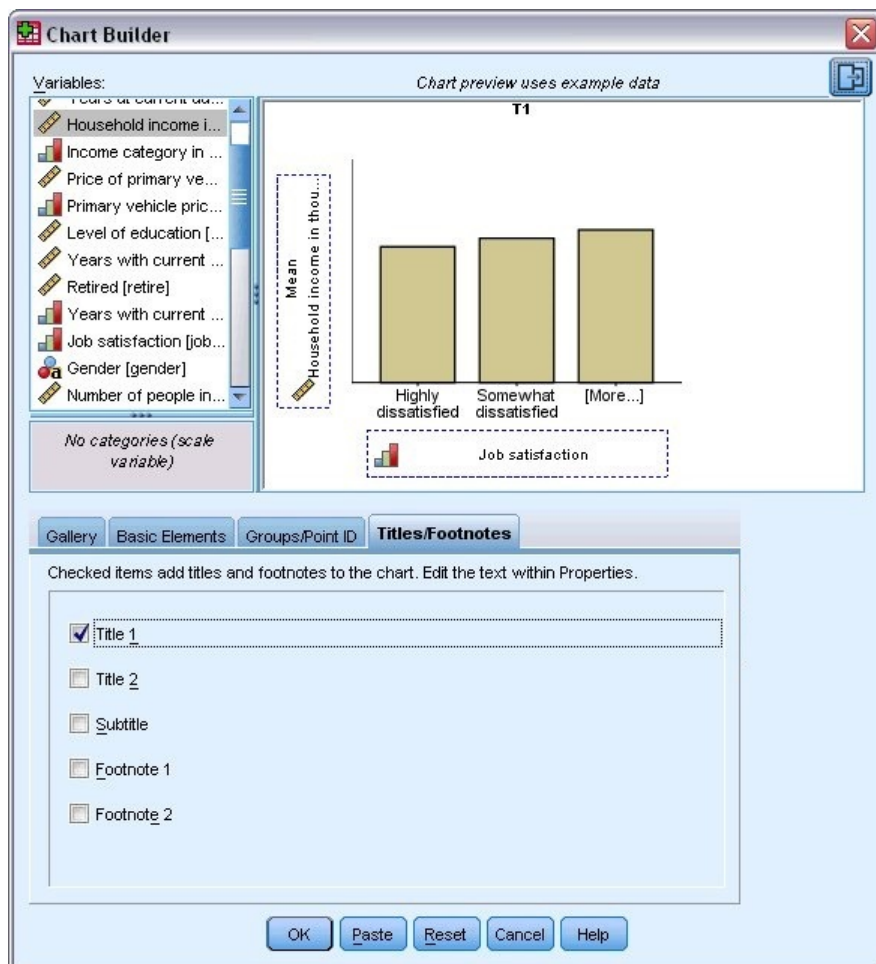 Chart Builder
Variables:
Chart preview uses example data
Household income i...
Income category in ...
Price of primary ve...
Primary vehicle pric...
Level of education [...
Years with current ...
Retired [retire]
Years with current ...
Job satisfaction [job...
Gender [gender]
Number of people in...
No categories (scale
variable)
T1
Mean
Household income in thou...
Highly
dissatisfied
Somewhat
dissatisfied
[More...]
Job satisfaction
Gallery
Basic Elements
Groups/Point ID
Titles/Footnotes
Checked items add titles and footnotes to the chart. Edit the text within Properties.
Title 1
Title 2
Subtitle
Footnote 1
Footnote 2
OK
Paste
Reset
Cancel
Help